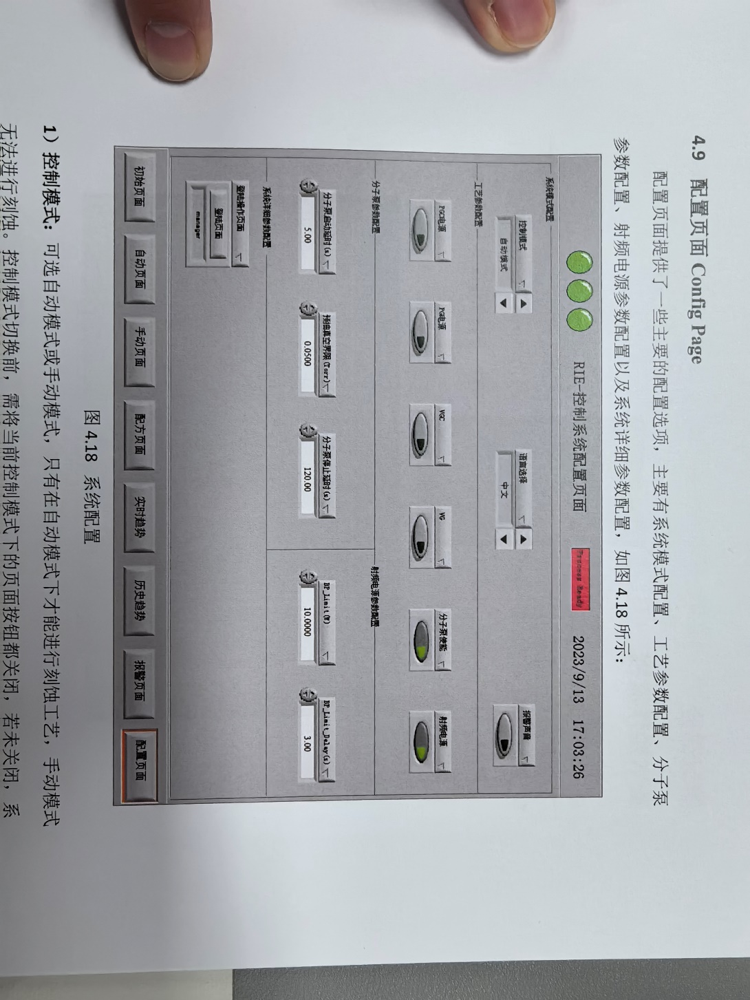 4.9 配置页面 Config Page
配置页面提供了一些主要的配置选项，主要有系统模式配置、工艺参数配置、分子泵
参数配置、射频电源参数配置以及系统详细参数配置，如图 4.18 所示：
RIE-控制系统配置页面 Process Ready 2023/9/13 17:03:26
系统模式配置
控制模式 语言选择 报警声音
自动模式 中文
工艺参数配置
PGC电源 PG电源 VGC VG 分子泵使能 射频电源
分子泵参数配置 射频电源参数配置
分子泵启动延时(s) 预抽真空界限(Torr) 分子泵停止延时(s) BP_Limit(W) BP_Limit_Delay(s)
5.00 0.0500 120.00 10.0000 3.00
系统详细参数配置
登陆操作页面
登陆页面
manager
初始页面 自动页面 手动页面 配方页面 实时趋势 历史趋势 报警页面 配置页面
图 4.18 系统配置
1）控制模式：可选自动模式或手动模式，只有在自动模式下才能进行刻蚀工艺，手动模式
无法进行刻蚀。控制模式切换前，需将当前控制模式下的页面按钮都关闭，若未关闭，系